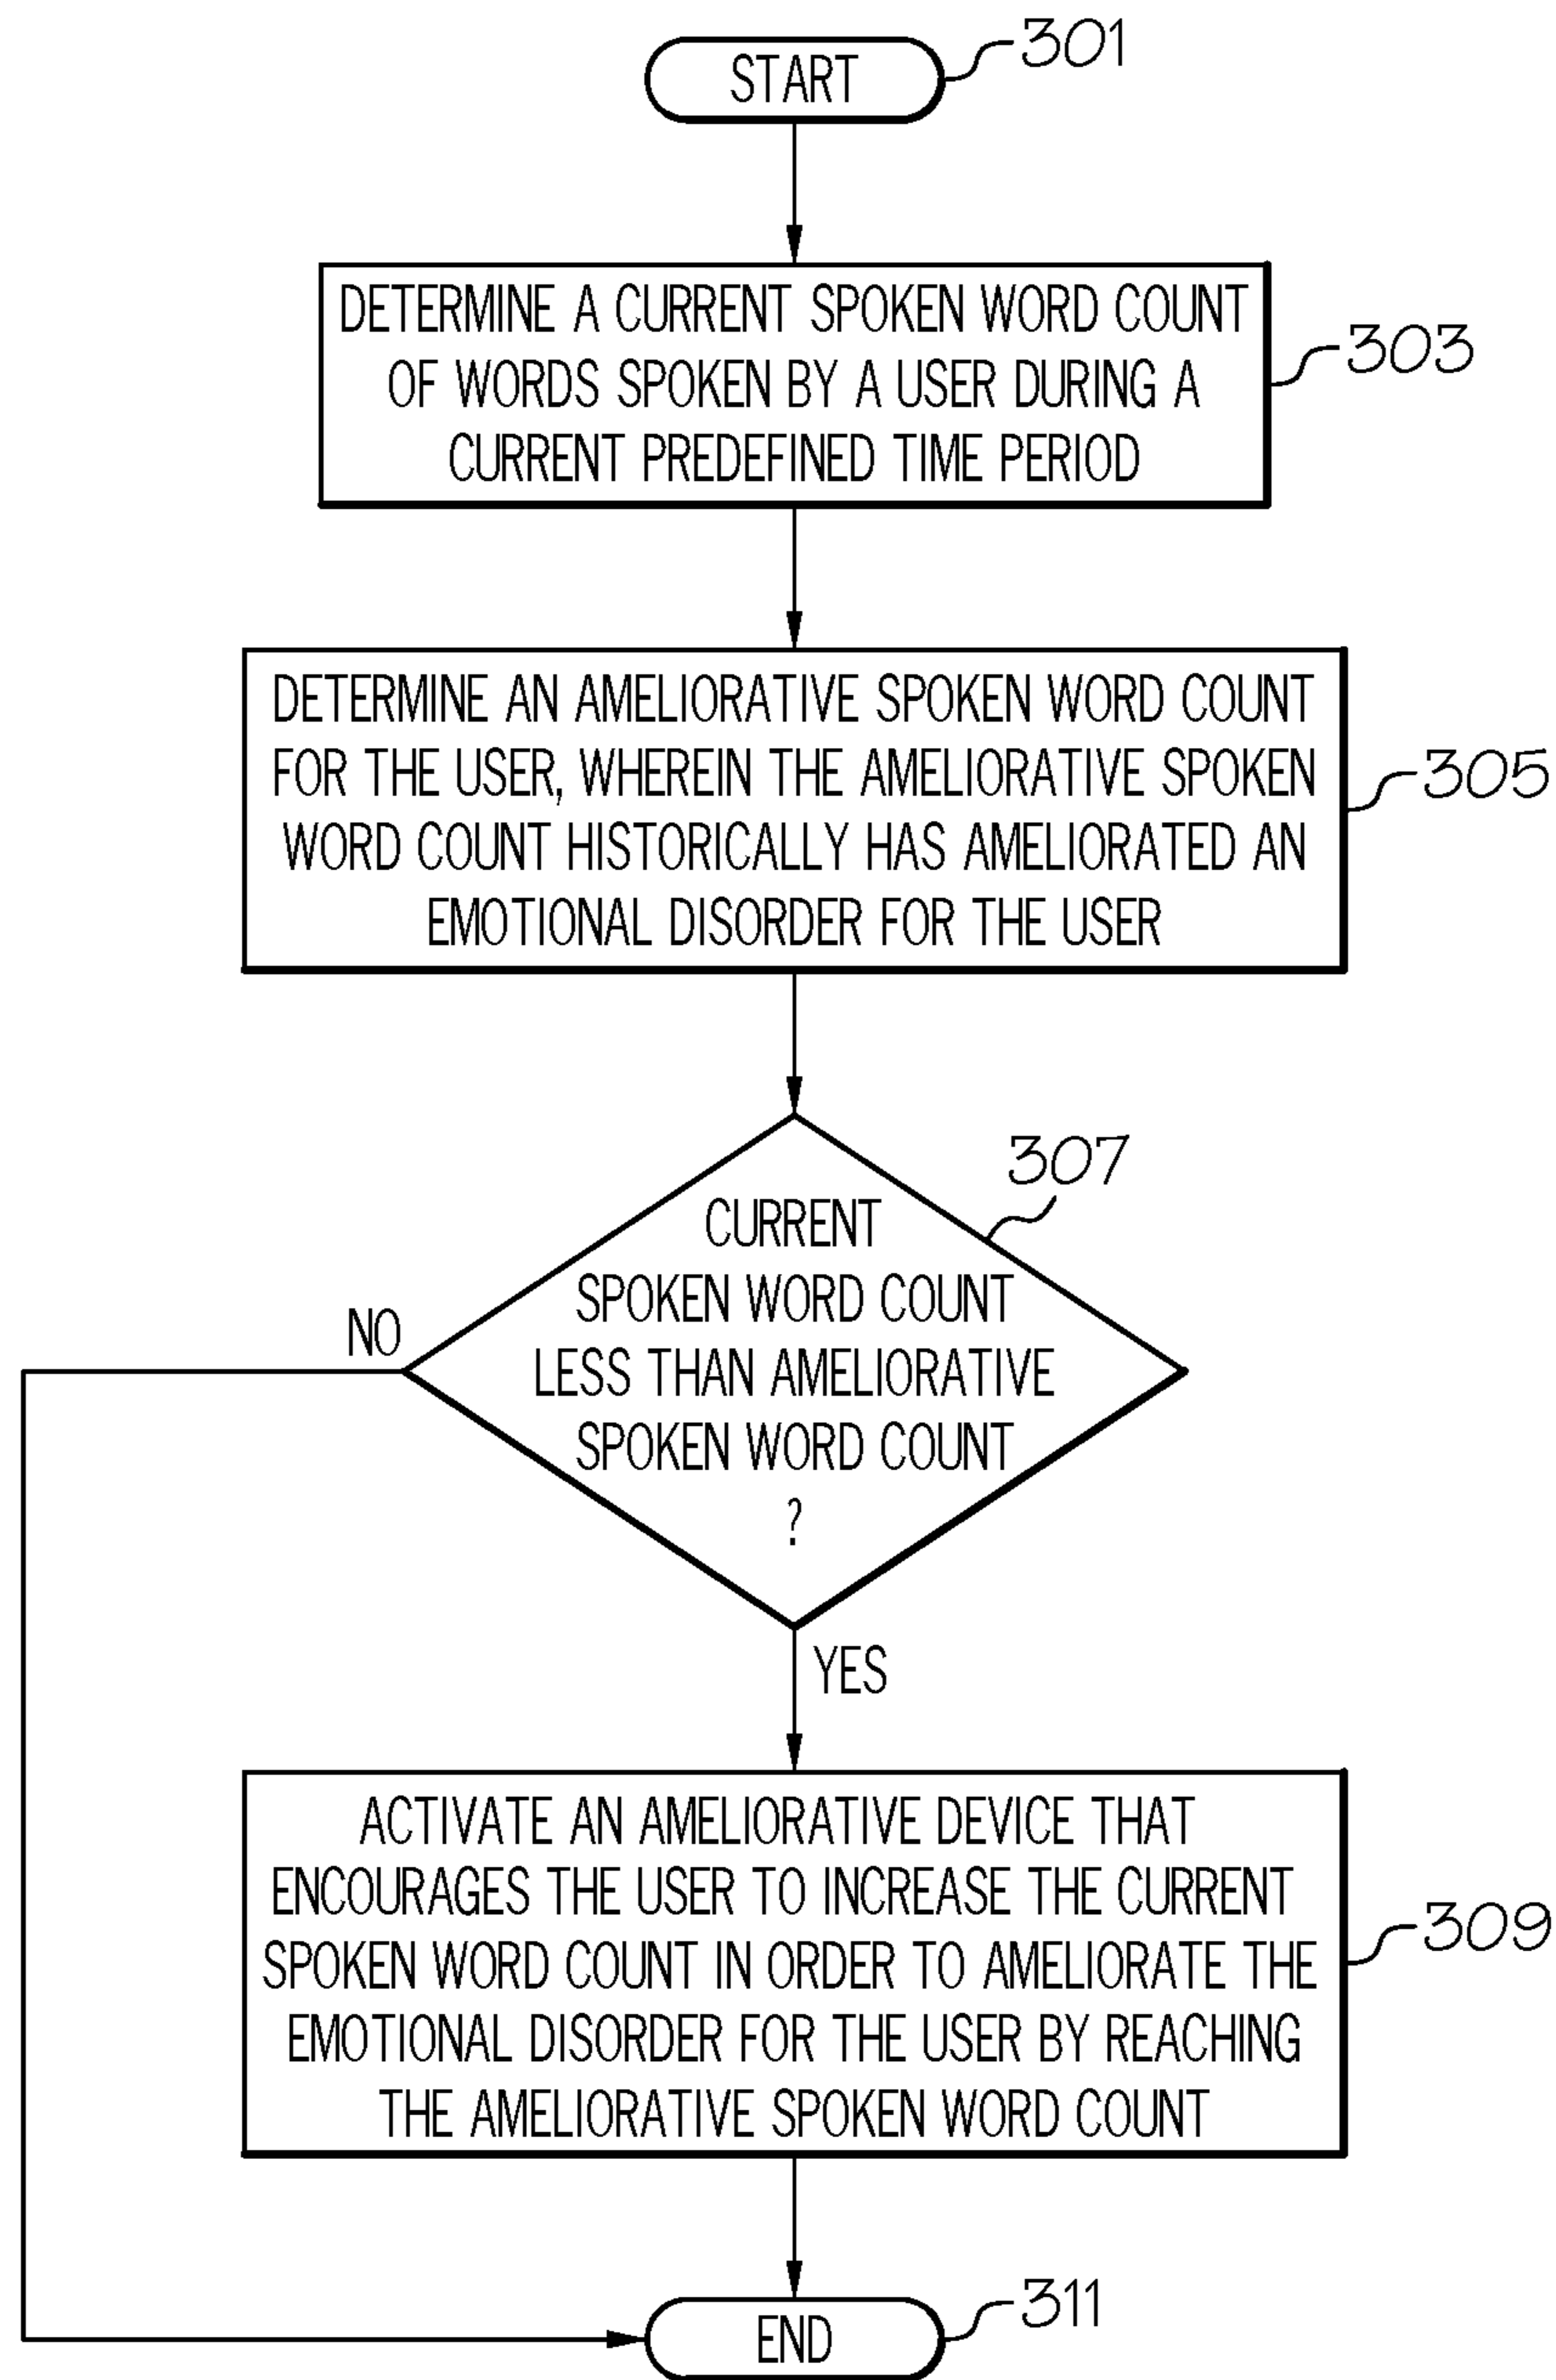 START
301
DETERMINE A CURRENT SPOKEN WORD COUNT
OF WORDS SPOKEN BY A USER DURING A
CURRENT PREDEFINED TIME PERIOD
303
DETERMINE AN AMELIORATIVE SPOKEN WORD COUNT
FOR THE USER, WHEREIN THE AMELIORATIVE SPOKEN
WORD COUNT HISTORICALLY HAS AMELIORATED AN
EMOTIONAL DISORDER FOR THE USER
305
307
CURRENT
SPOKEN WORD COUNT
LESS THAN AMELIORATIVE
SPOKEN WORD COUNT
?
NO
YES
ACTIVATE AN AMELIORATIVE DEVICE THAT
ENCOURAGES THE USER TO INCREASE THE CURRENT
SPOKEN WORD COUNT IN ORDER TO AMELIORATE THE
EMOTIONAL DISORDER FOR THE USER BY REACHING
THE AMELIORATIVE SPOKEN WORD COUNT
309
END
311